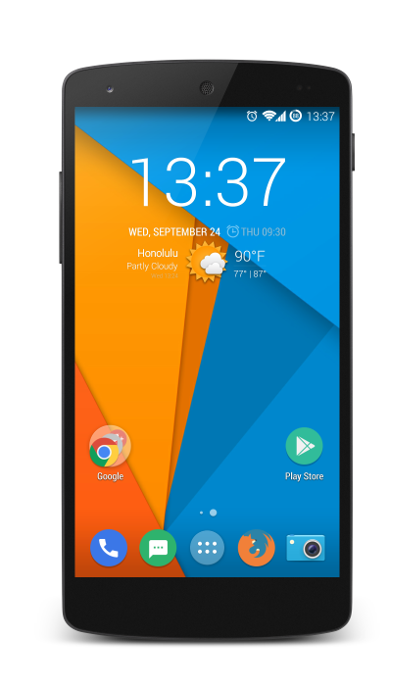 13:37
13:37
WED, SEPTEMBER 24 THU 09:30
Honolulu 90°F
Partly Cloudy 77° | 87°
Google Play Store